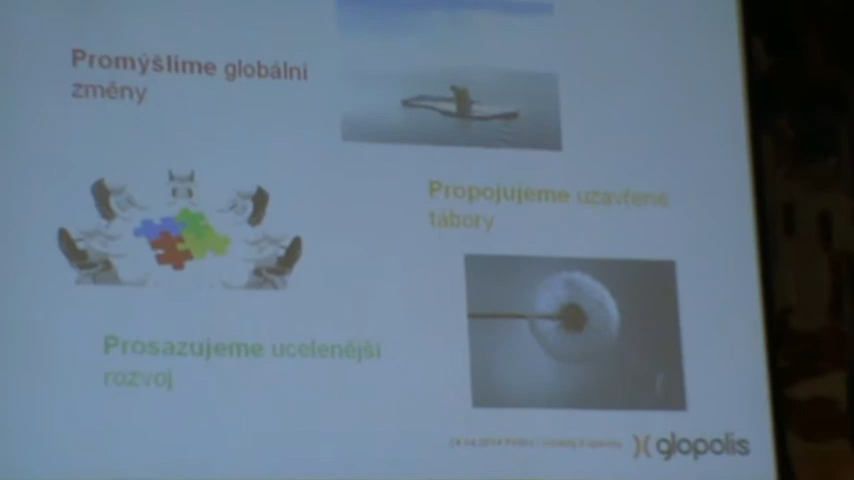 Promýšlíme globální
změny
Propojujeme uzavřené
tábory
Prosazujeme ucelenější
rozvoj
glopolis